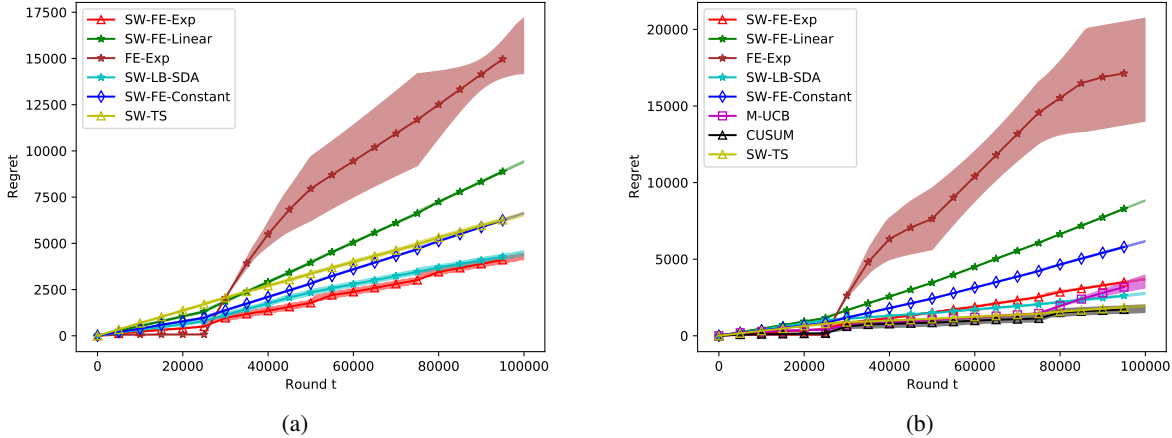 17500
15000
12500
10000
7500
5000
2500
0
Regret
SW-FE-Exp
SW-FE-Linear
FE-Exp
SW-LB-SDA
SW-FE-Constant
SW-TS
0 20000 40000 60000 80000 100000
Round t
(a)
20000
15000
10000
5000
0
Regret
SW-FE-Exp
SW-FE-Linear
FE-Exp
SW-LB-SDA
SW-FE-Constant
M-UCB
CUSUM
SW-TS
0 20000 40000 60000 80000 100000
Round t
(b)